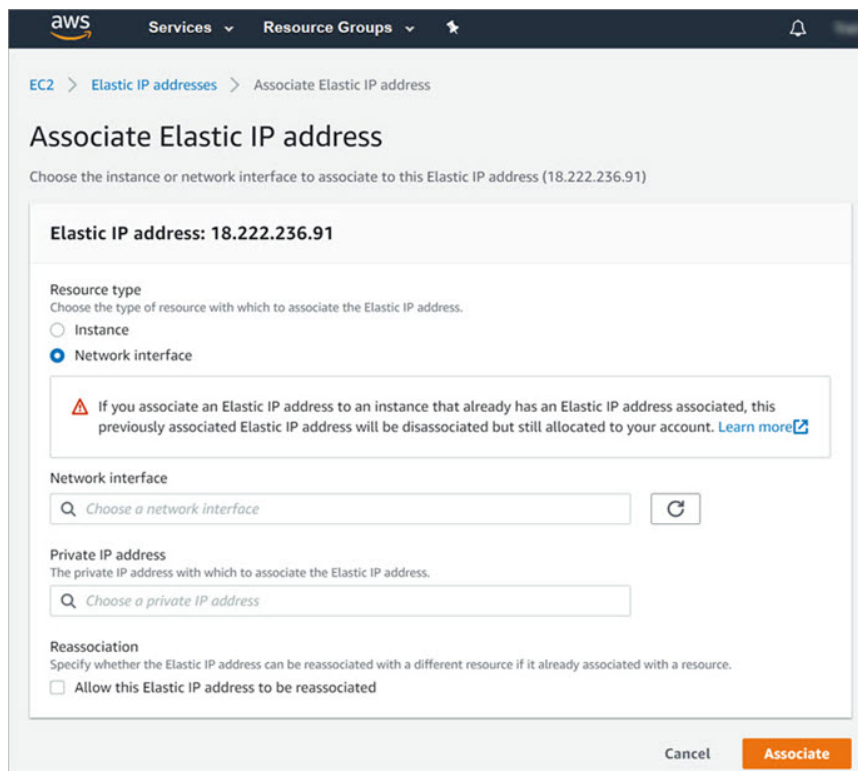 aws Services Resource Groups
EC2 > Elastic IP addresses > Associate Elastic IP address
Associate Elastic IP address
Choose the instance or network interface to associate to this Elastic IP address (18.222.236.91)
Elastic IP address: 18.222.236.91
Resource type
Choose the type of resource with which to associate the Elastic IP address.
Instance
Network interface
If you associate an Elastic IP address to an instance that already has an Elastic IP address associated, this
previously associated Elastic IP address will be disassociated but still allocated to your account. Learn more
Network interface
Choose a network interface
Private IP address
The private IP address with which to associate the Elastic IP address.
Choose a private IP address
Reassociation
Specify whether the Elastic IP address can be reassociated with a different resource if it already associated with a resource.
Allow this Elastic IP address to be reassociated
Cancel Associate